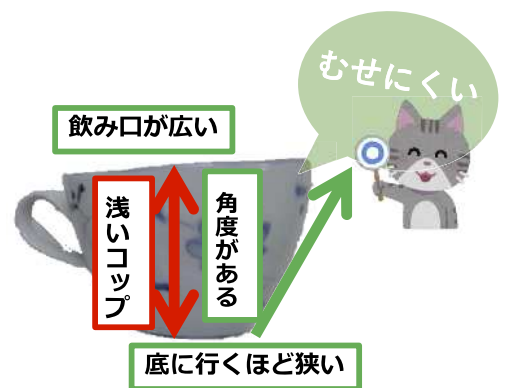 むせにくい
飲み口が広い
浅いコップ
角度がある
底に行くほど狭い